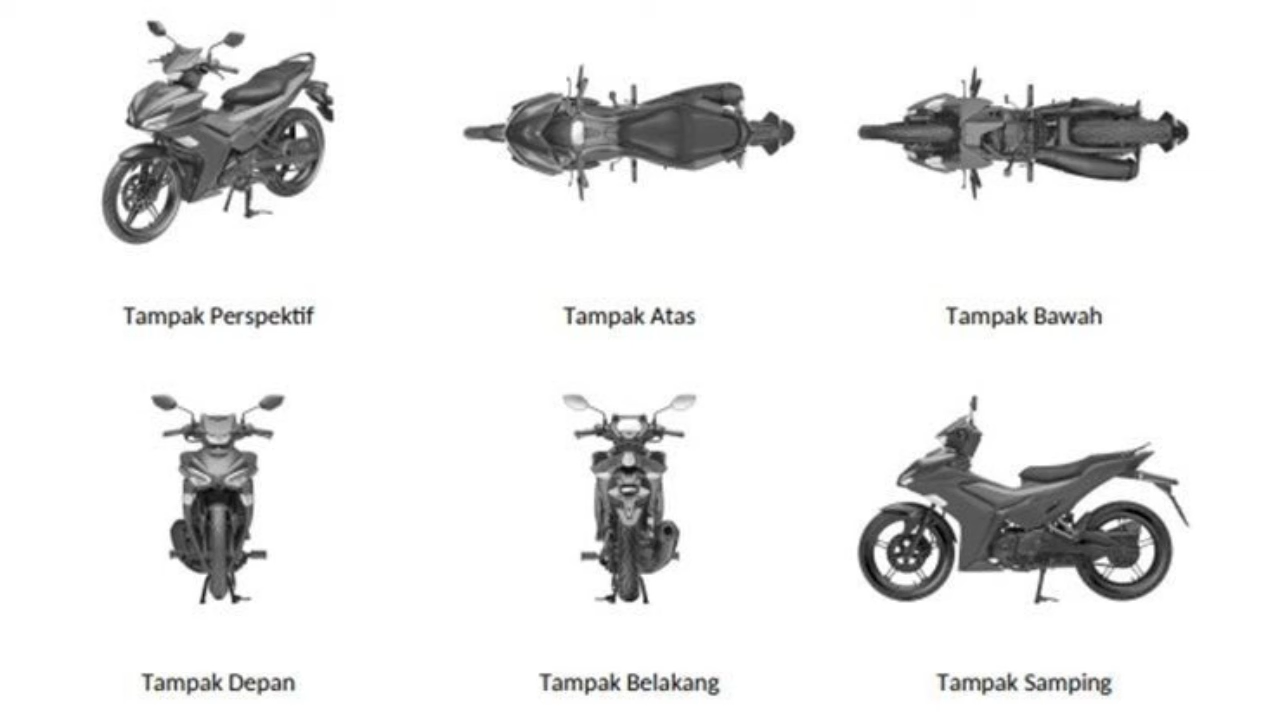 Tampak Perspektif
Tampak Atas
Tampak Bawah
Tampak Depan
Tampak Belakang
Tampak Samping